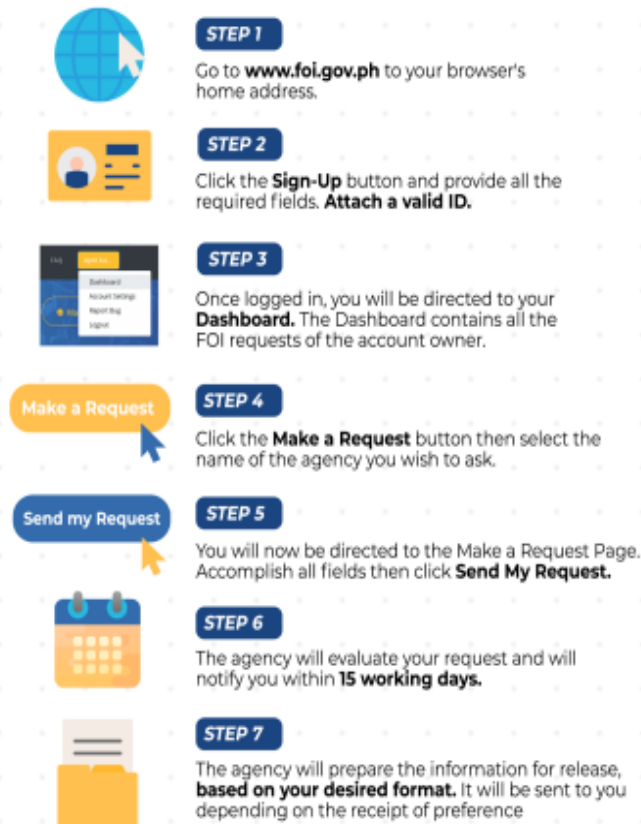 STEP 1
Go to www.foi.gov.ph to your browser's
home address.
STEP 2
Click the Sign-Up button and provide all the
required fields. Attach a valid ID.
FAQ
Dashboard
Account Settings
Report Bug
Logout
STEP 3
Once logged in, you will be directed to your
Dashboard. The Dashboard contains all the
FOI requests of the account owner.
Make a Request
STEP 4
Click the Make a Request button then select the
name of the agency you wish to ask.
Send my Request
STEP 5
You will now be directed to the Make a Request Page.
Accomplish all fields then click Send My Request.
STEP 6
The agency will evaluate your request and will
notify you within 15 working days.
STEP 7
The agency will prepare the information for release,
based on your desired format. It will be sent to you
depending on the receipt of preference